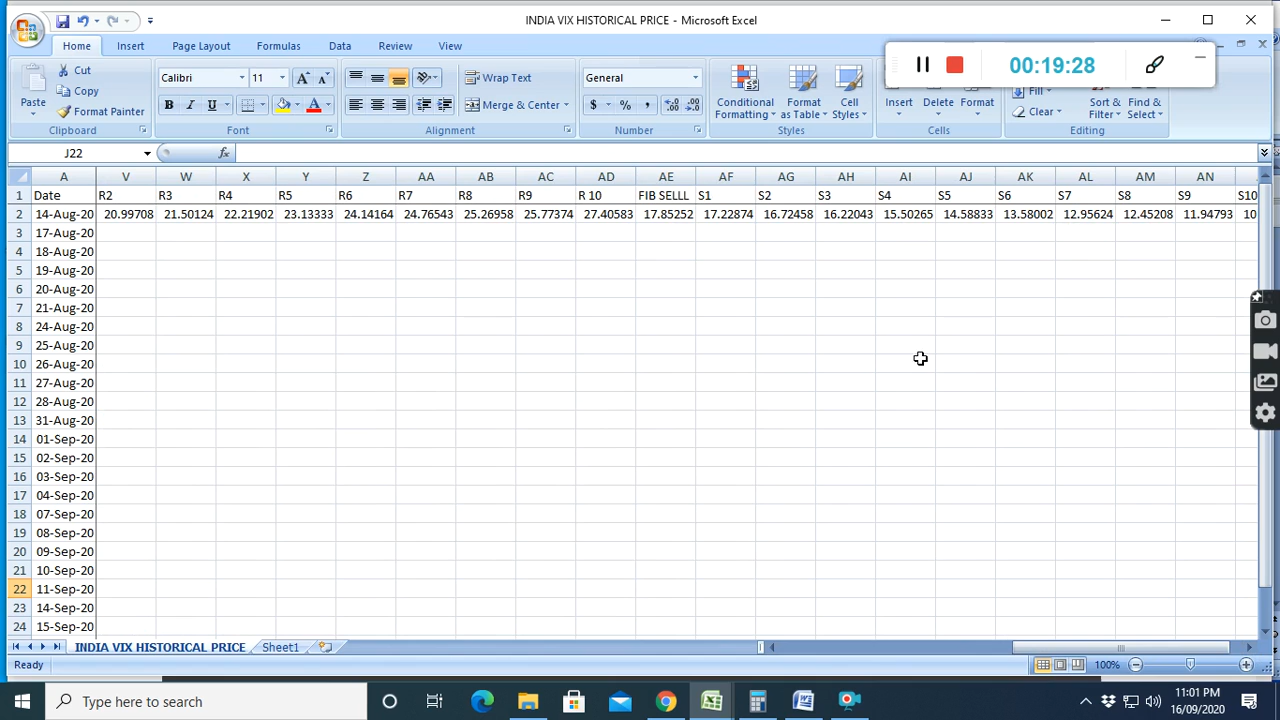 INDIA VIX HISTORICAL PRICE - Microsoft Excel
Home Insert Page Layout Formulas Data Review View
00:19:28
Cut
Copy
Format Painter
Paste
Calibri 11
Wrap Text
Merge & Center
General
Conditional Formatting
Format as Table
Cell Styles
Insert Delete Format
Fill
Clear
Sort & Filter
Find & Select
Clipboard Font Alignment Number Styles Cells Editing
J22
A V W X Y Z AA AB AC AD AE AF AG AH AI AJ AK AL AM AN
1 Date R2 R3 R4 R5 R6 R7 R8 R9 R 10 FIB SELLL S1 S2 S3 S4 S5 S6 S7 S8 S9 S10
2 14-Aug-20 20.99708 21.50124 22.21902 23.13333 24.14164 24.76543 25.26958 25.77374 27.40583 17.85252 17.22874 16.72458 16.22043 15.50265 14.58833 13.58002 12.95624 12.45208 11.94793 10
3 17-Aug-20
4 18-Aug-20
5 19-Aug-20
6 20-Aug-20
7 21-Aug-20
8 24-Aug-20
9 25-Aug-20
10 26-Aug-20
11 27-Aug-20
12 28-Aug-20
13 31-Aug-20
14 01-Sep-20
15 02-Sep-20
16 03-Sep-20
17 04-Sep-20
18 07-Sep-20
19 08-Sep-20
20 09-Sep-20
21 10-Sep-20
22 11-Sep-20
23 14-Sep-20
24 15-Sep-20
INDIA VIX HISTORICAL PRICE Sheet1
Ready 100%
Type here to search
11:01 PM
16/09/2020